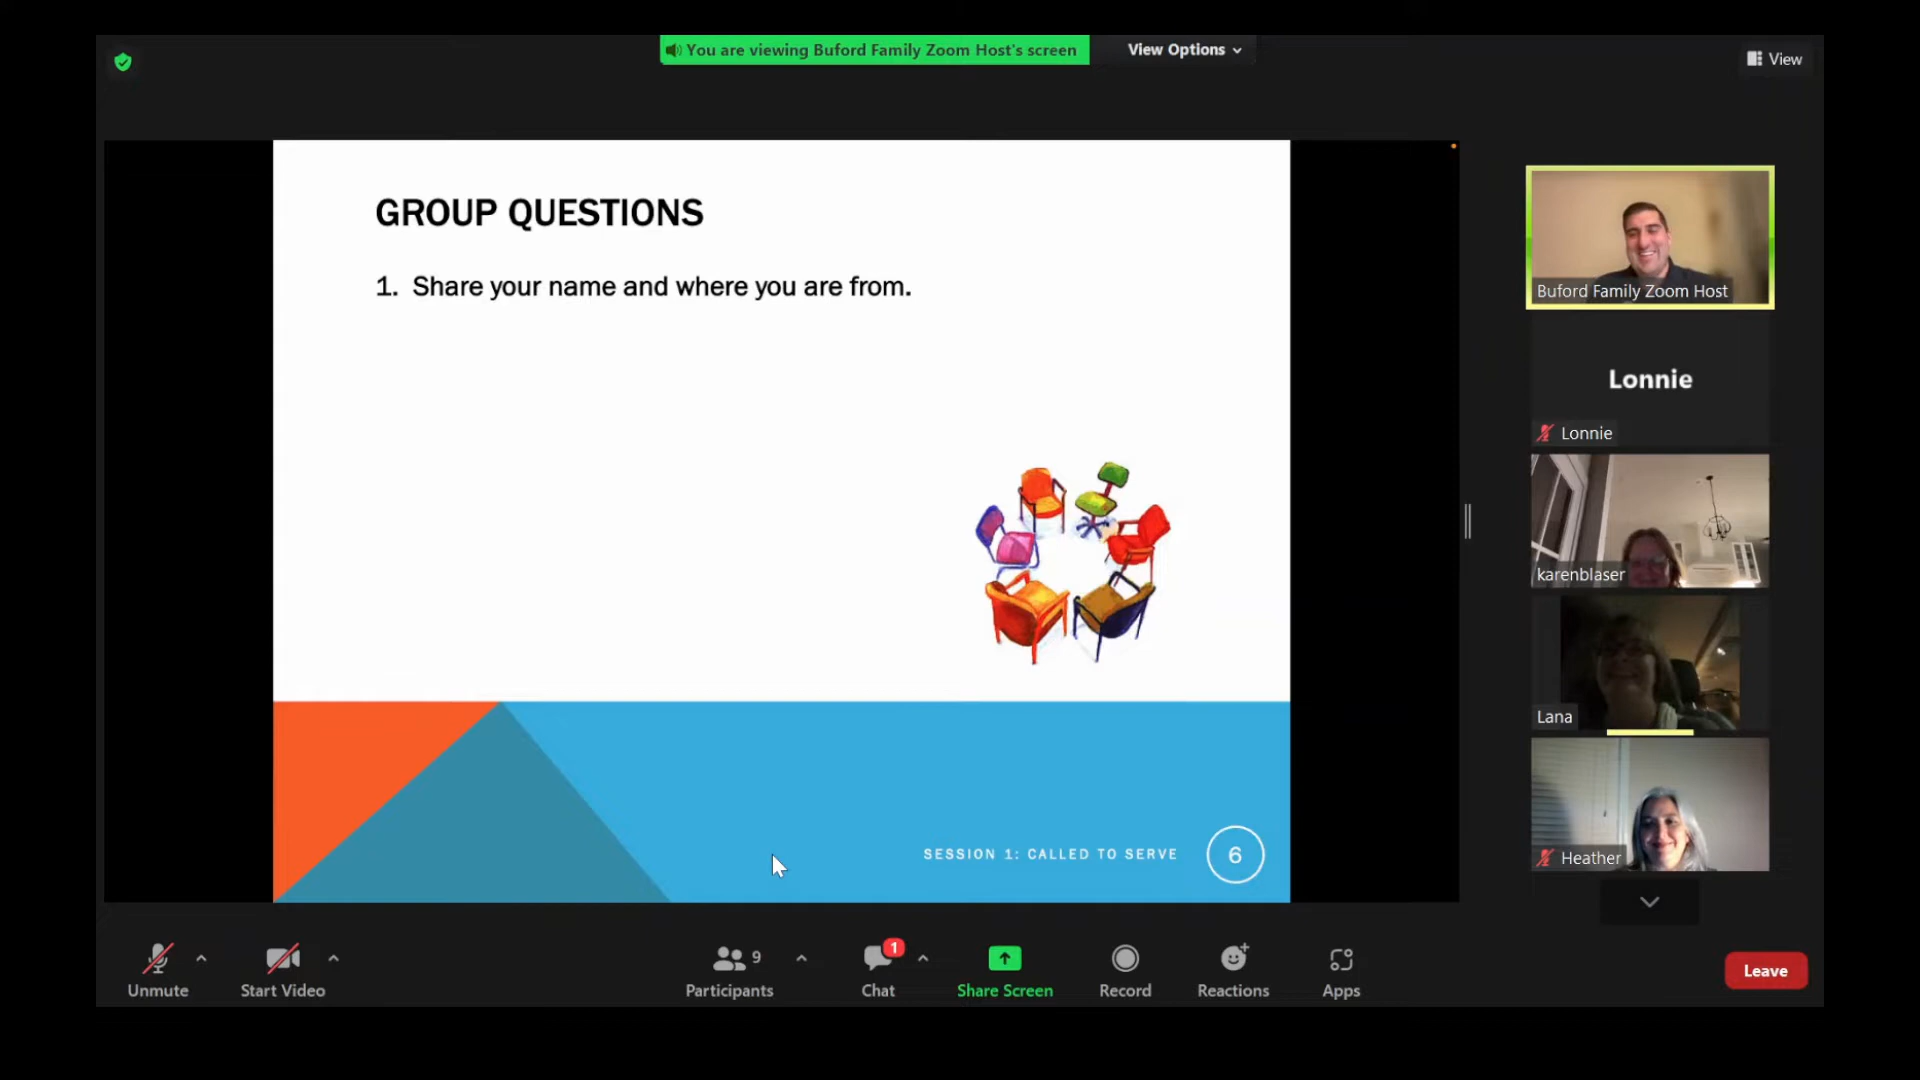 You are viewing Buford Family Zoom Host's screen
View Options
View
GROUP QUESTIONS
1. Share your name and where you are from.
SESSION 1: CALLED TO SERVE
6
Buford Family Zoom Host
Lonnie
Lonnie
karenblaser
Lana
Heather
Unmute
Start Video
9
Participants
1
Chat
Share Screen
Record
Reactions
Apps
Leave